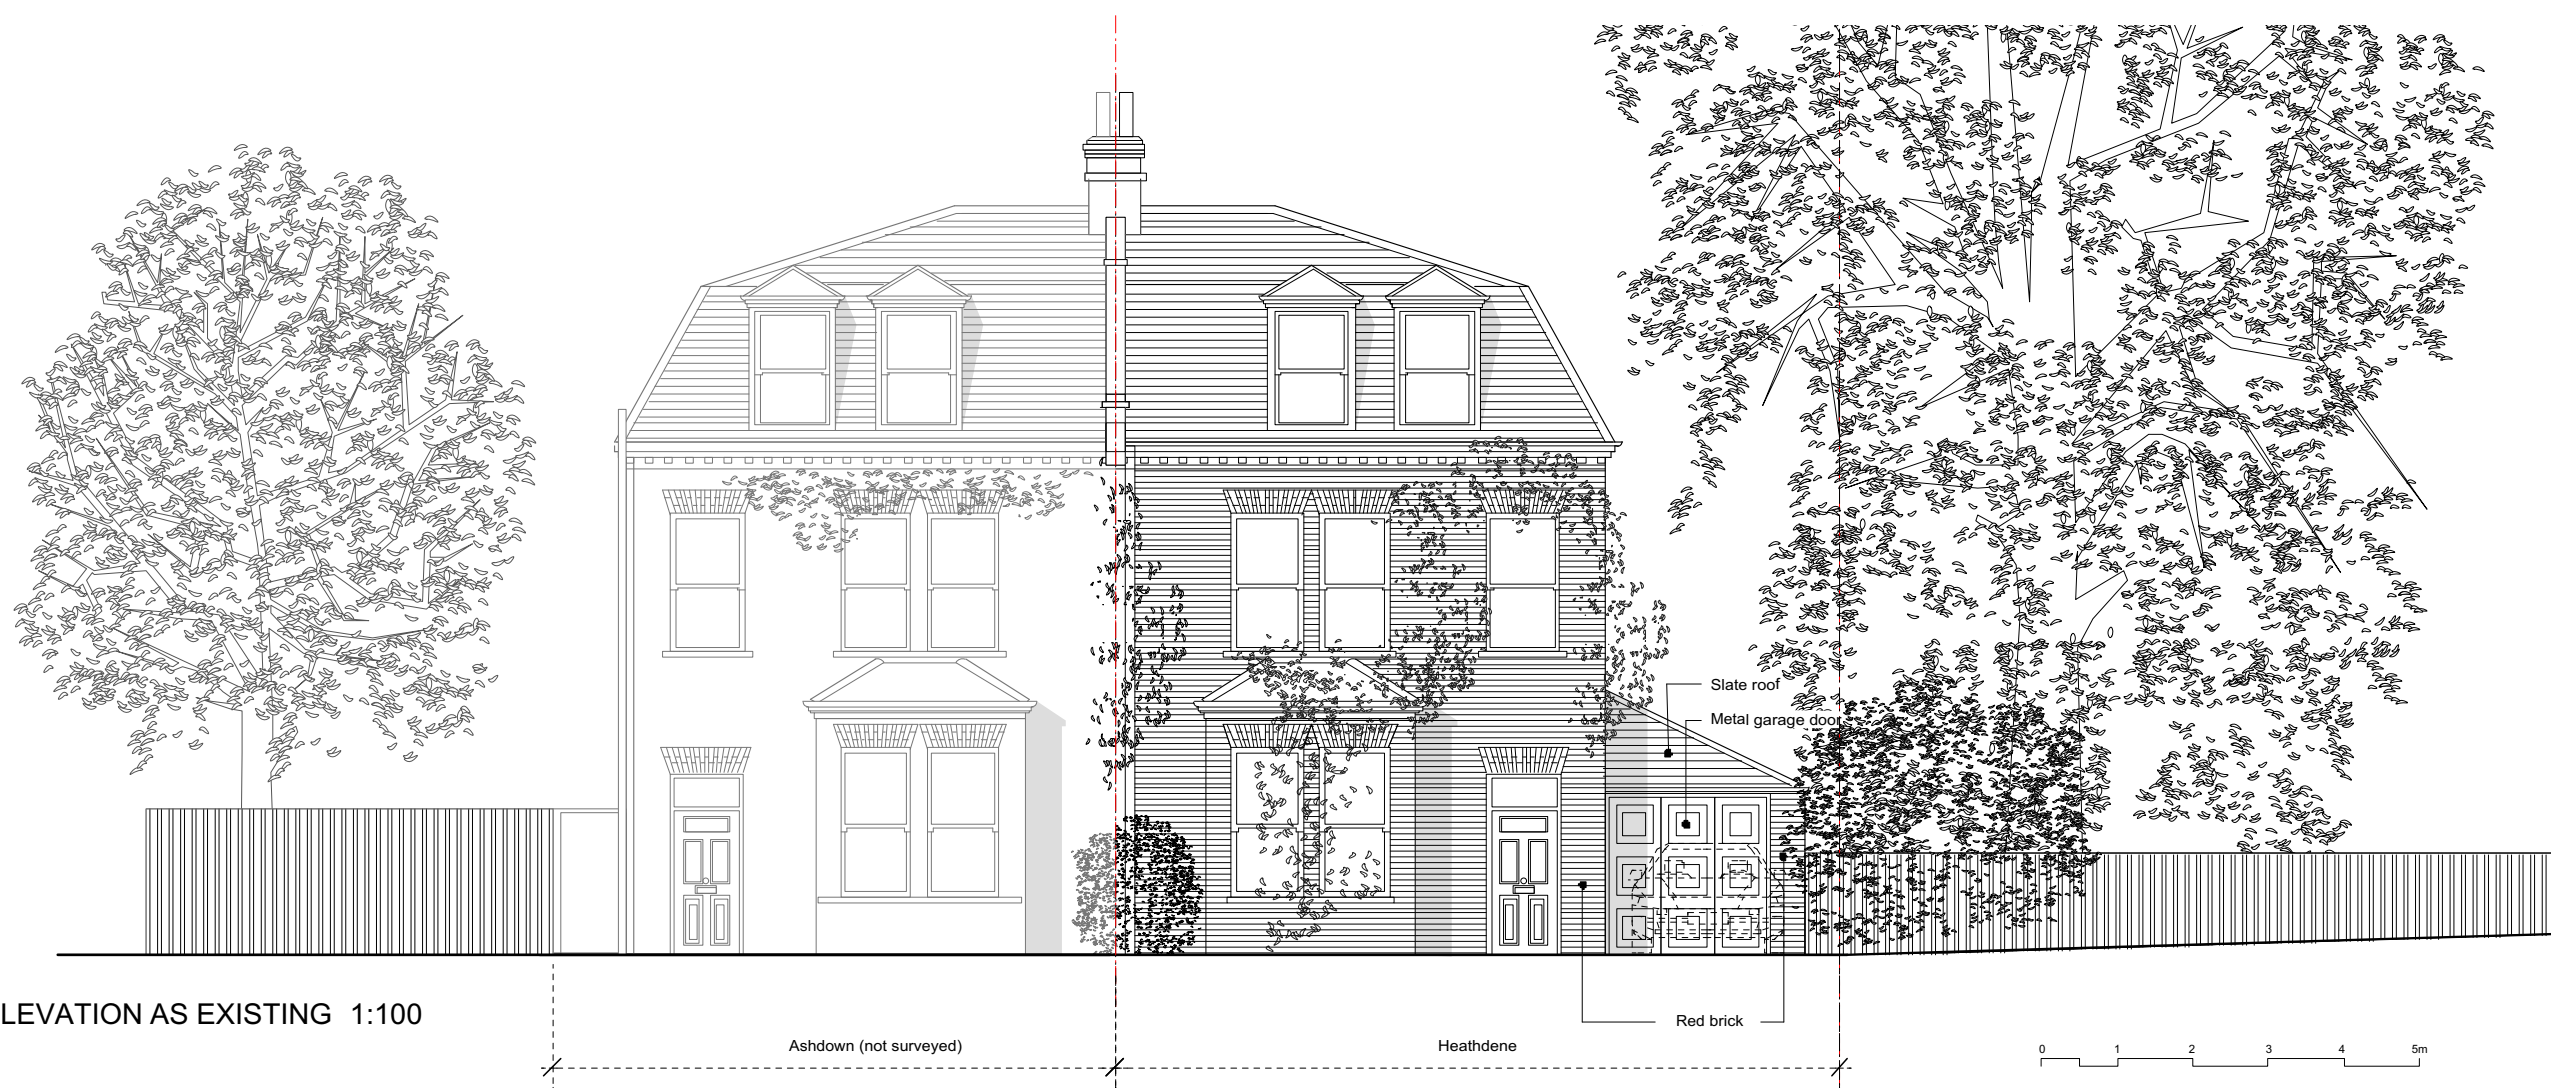 Slate roof
Metal garage door
LEVATION AS EXISTING 1:100
Red brick
Ashdown (not surveyed)
Heathdene
0 1 2 3 4 5m